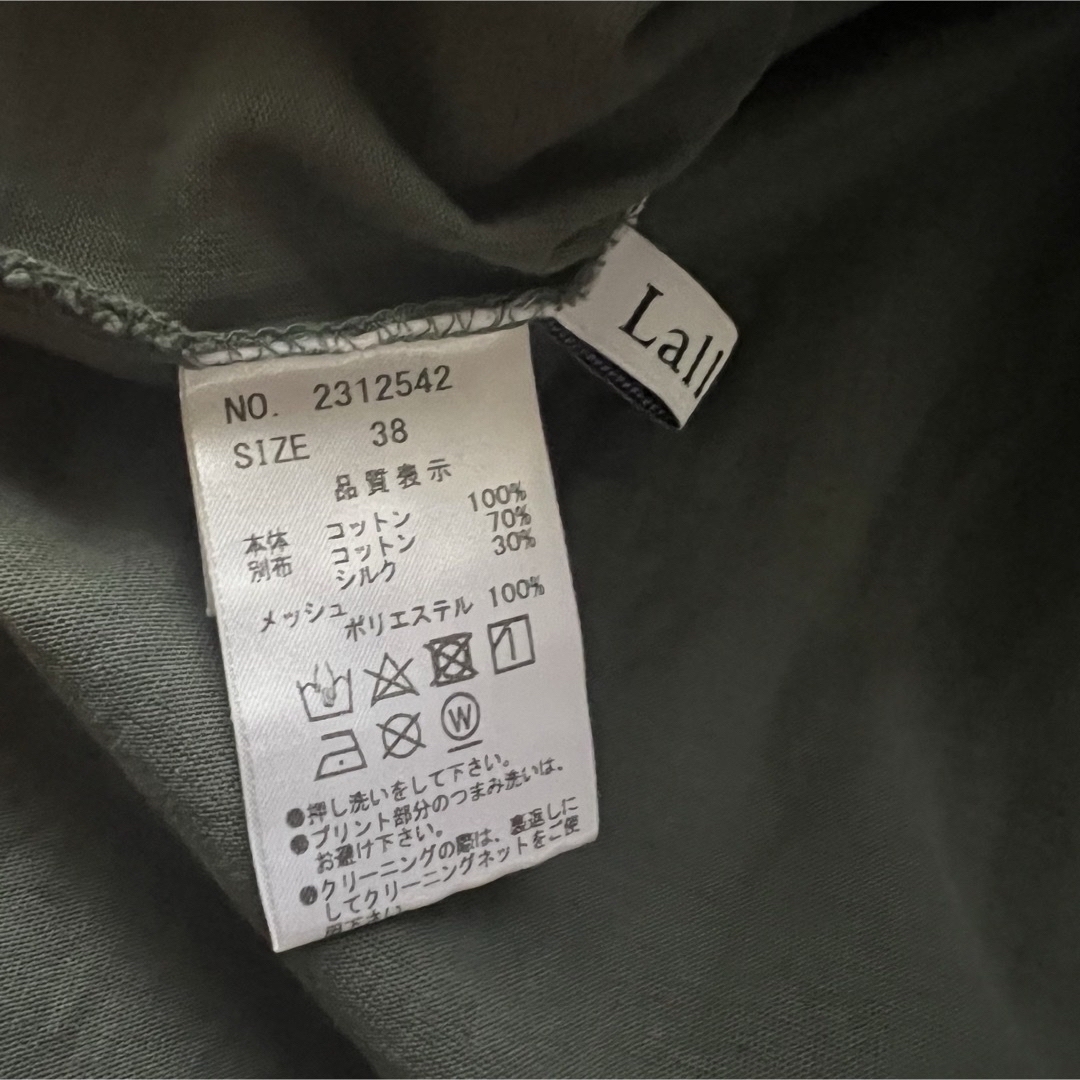 Lall
NO. 2312542
SIZE 38
品質表示
本体 コットン 100%
別布 コットン 70%
シルク 30%
メッシュ
ポリエステル 100%
W
●押し洗いをして下さい。
●プリント部分のつまみ洗いは、
お避け下さい。
●クリーニングの際は、裏返しに
してクリーニングネットをご使
用下さい